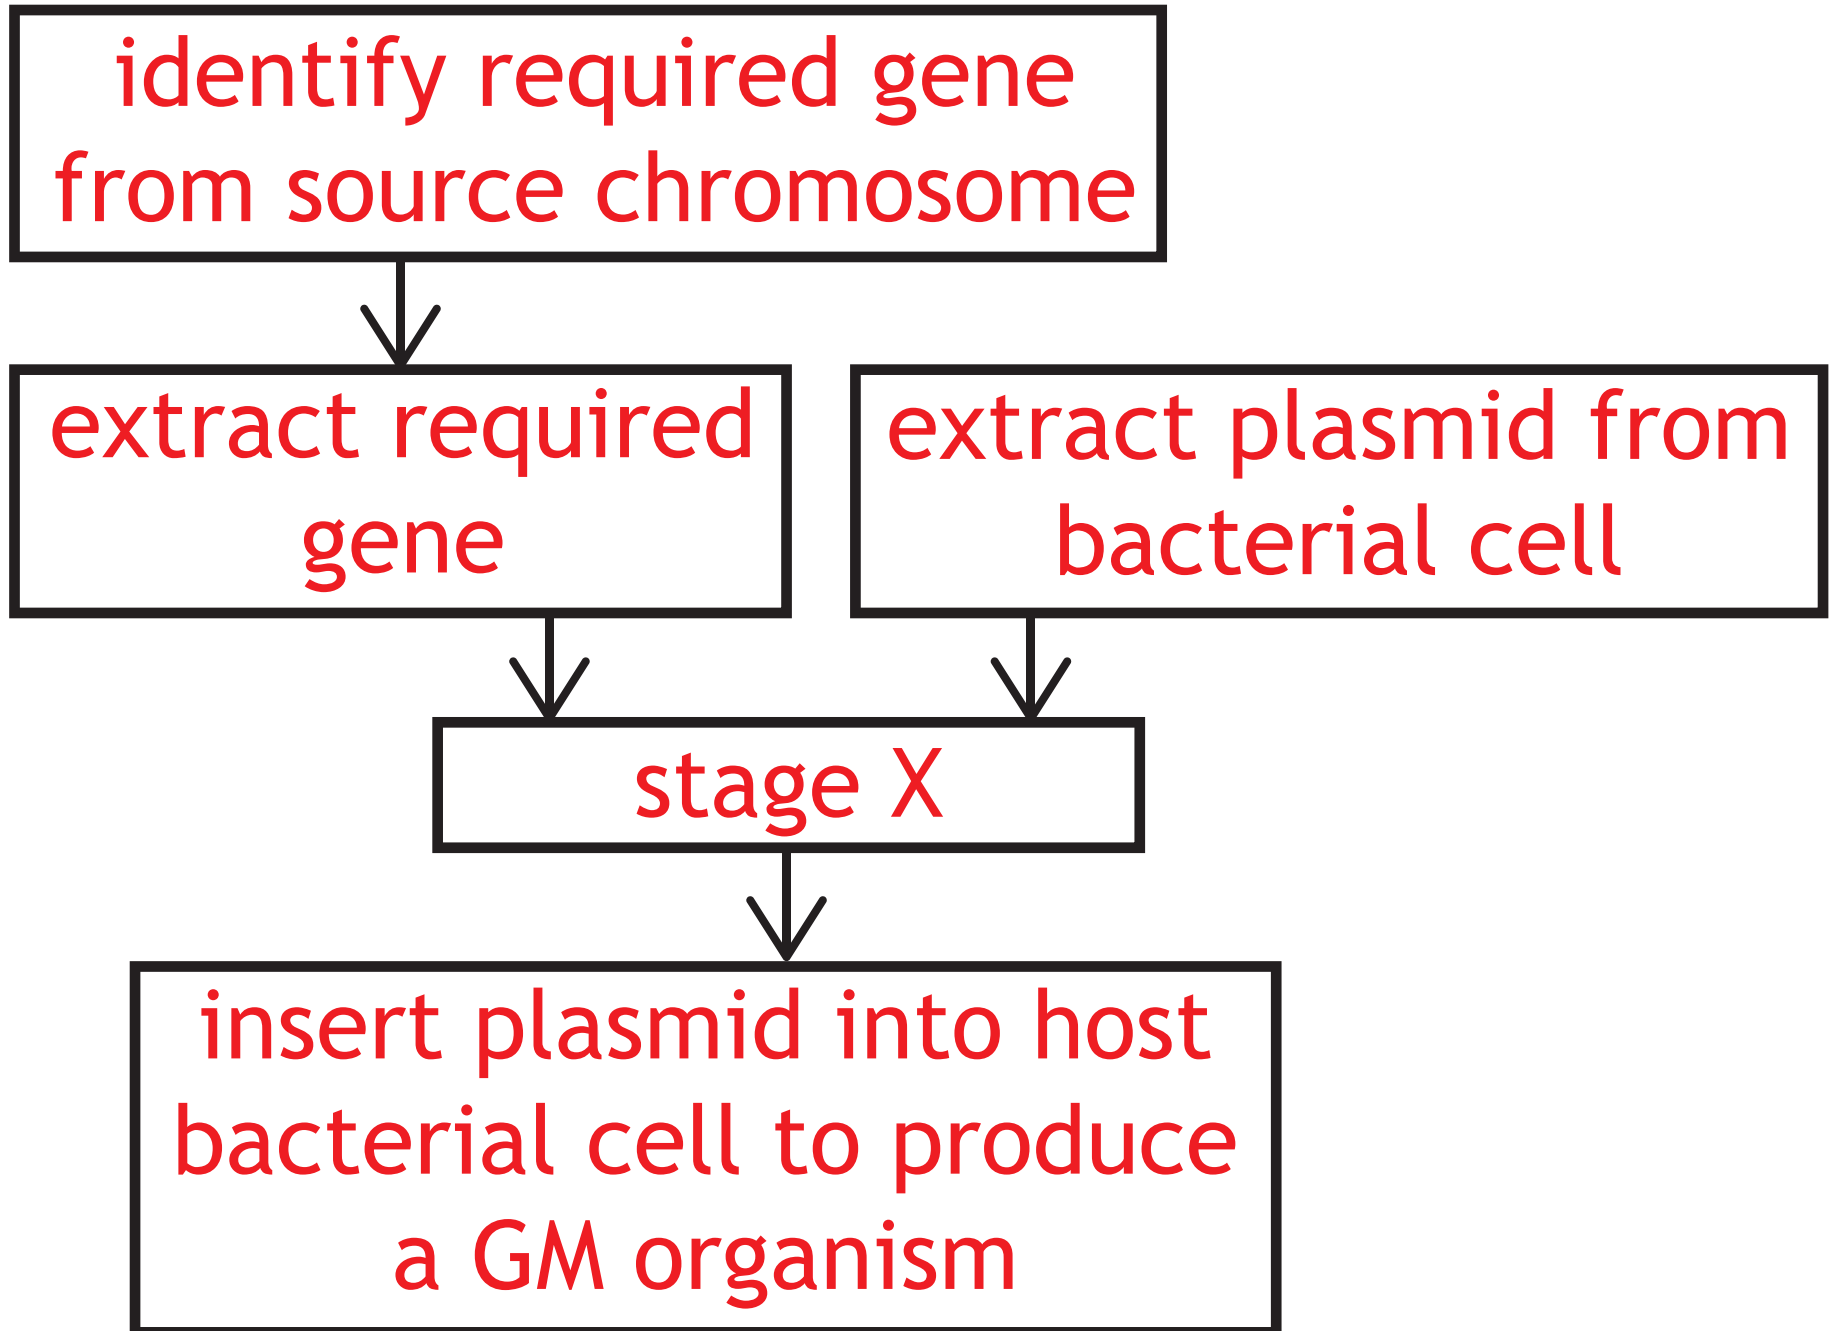 identify required gene
from source chromosome
extract required
gene
extract plasmid from
bacterial cell
stage X
insert plasmid into host
bacterial cell to produce
a GM organism